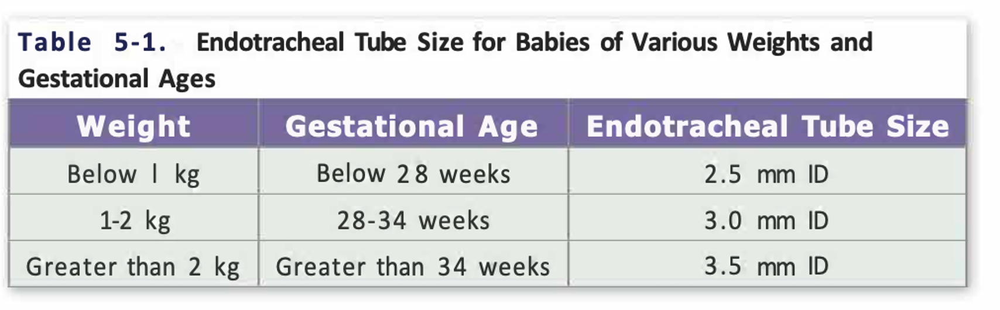 Table 5-1. Endotracheal Tube Size for Babies of Various Weights and
Gestational Ages
Weight Gestational Age Endotracheal Tube Size
Below l kg Below 28 weeks 2.5 mm ID
1-2 kg 28-34 weeks 3.0 mm ID
Greater than 2 kg Greater than 34 weeks 3.5 mm ID